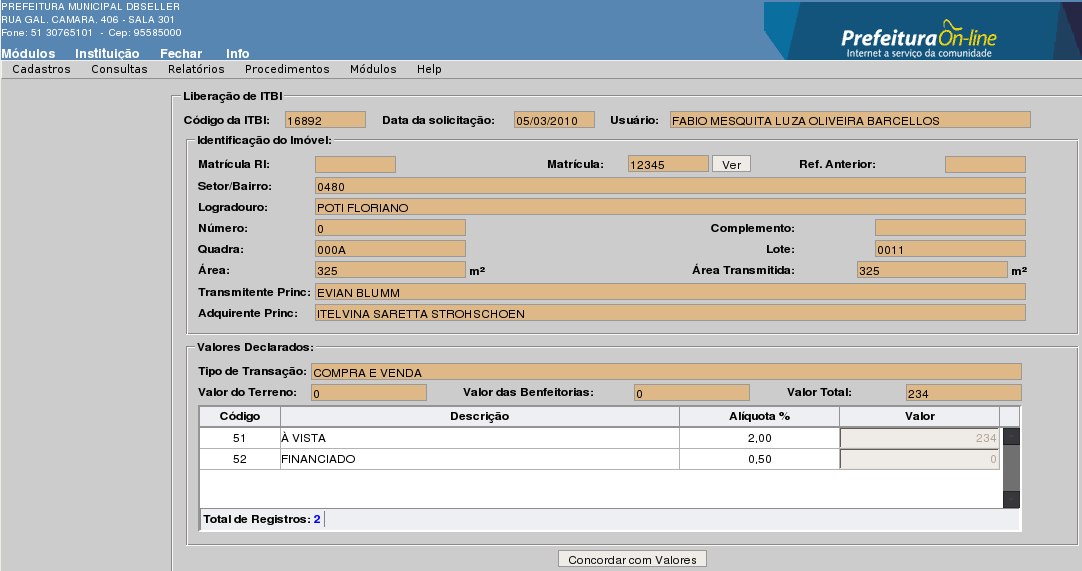 PREFEITURA MUNICIPAL DBSELLER
RUA GAL. CAMARA. 406 - SALA 301
Fone: 51 30765101 - Cep: 95585000
PrefeituraOn-line
Internet a serviço da comunidade
Módulos Instituição Fechar Info
Cadastros Consultas Relatórios Procedimentos Módulos Help
Liberação de ITBI
Código da ITBI: 16892 Data da solicitação: 05/03/2010 Usuário: FABIO MESQUITA LUZA OLIVEIRA BARCELLOS
Identificação do Imóvel:
Matrícula RI: Matrícula: 12345 Ver Ref. Anterior:
Setor/Bairro: 0480
Logradouro: POTI FLORIANO
Número: 0 Complemento:
Quadra: 000A Lote: 0011
Área: 325 m² Área Transmitida: 325 m²
Transmitente Princ: EVIAN BLUMM
Adquirente Princ: ITELVINA SARETTA STROHSCHOEN
Valores Declarados:
Tipo de Transação: COMPRA E VENDA
Valor do Terreno: 0 Valor das Benfeitorias: 0 Valor Total: 234
Código Descrição Alíquota % Valor
51 À VISTA 2,00 234
52 FINANCIADO 0,50 0
Total de Registros: 2
Concordar com Valores